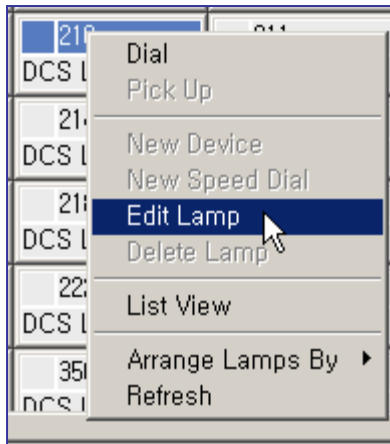 DCS
Dial
Pick Up
New Device
DCS
New Speed Dial
Edit Lamp
DCS
Delete Lamp
List View
DCS
Arrange Lamps By
Refresh